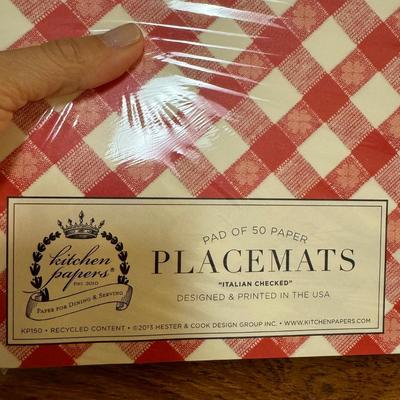 kitchen
papers®
EST. 2010
PAPER FOR DINING & SERVING
PAD OF 50 PAPER
PLACEMATS
"ITALIAN CHECKED"
DESIGNED & PRINTED IN THE USA
KP150 • RECYCLED CONTENT • ©2013 HESTER & COOK DESIGN GROUP INC. • WWW.KITCHENPAPERS.COM